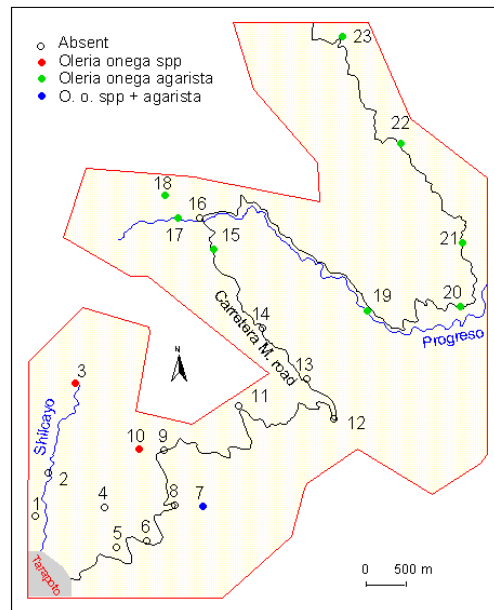 Absent
Oleria onega spp
Oleria onega agarista
O. o. spp + agarista
23
22
18
17
16
15
21
20
19
Progreso
14
Carretera M. road
13
N
3
12
11
10
9
Shilcayo
2
1
4
8
7
5
6
Tarapoto
0 500 m